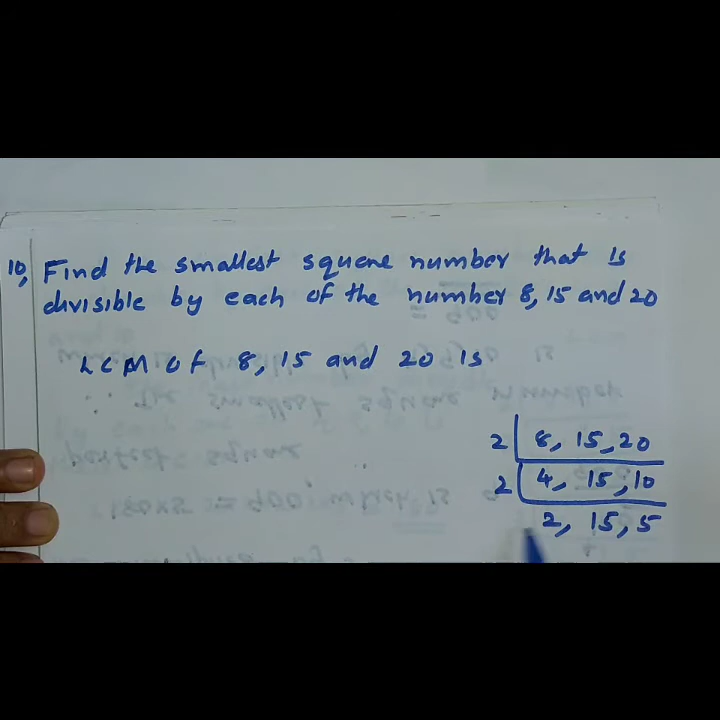 10, Find the smallest square number that is
divisible by each of the number 8, 15 and 20
LCM of 8, 15 and 20 is
2 | 8, 15, 20
2 | 4, 15, 10
2, 15, 5